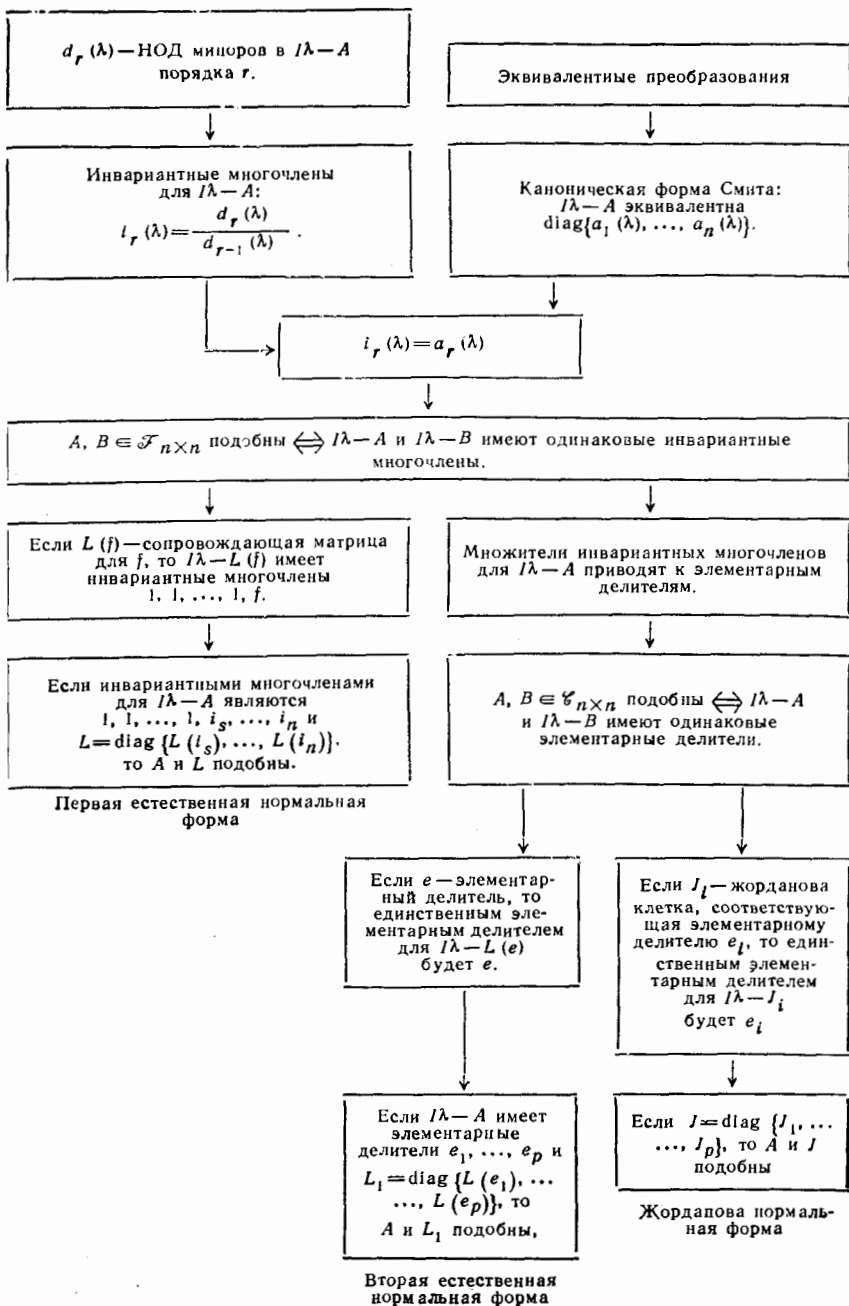 d_r (λ)—НОД миноров в Iλ—A
порядка r.
Эквивалентные преобразования
Инвариантные многочлены
для Iλ—A:
i_r (λ)=d_r (λ)/d_{r-1} (λ) .
Каноническая форма Смита:
Iλ—A эквивалентна
diag{a_1 (λ), ..., a_n (λ)}.
i_r (λ)=a_r (λ)
A, B ∈ ℱ_{n×n} подобны ⇔ Iλ—A и Iλ—B имеют одинаковые инвариантные
многочлены.
Если L (f)—сопровождающая матрица
для f, то Iλ—L (f) имеет
инвариантные многочлены
1, 1, ..., 1, f.
Множители инвариантных многочленов
для Iλ—A приводят к элементарным
делителям.
Если инвариантными многочленами
для Iλ—A являются
1, 1, ..., 1, i_s, ..., i_n и
L=diag {L (i_s), ..., L (i_n)}.
то A и L подобны.
Первая естественная нормальная
форма
A, B ∈ 𝒞_{n×n} подобны ⇔ Iλ—A
и Iλ—B имеют одинаковые
элементарные делители.
Если e—элементар-
ный делитель, то
единственным эле-
ментарным делителем
для Iλ—L (e)
будет e.
Если J_i—жорданова
клетка, соответствую-
щая элементарному
делителю e_i, то един-
ственным элемен-
тарным делителем
для Iλ—J_i
будет e_i
Если Iλ—A имеет
элементарные
делители e_1, ..., e_p и
L_1=diag {L (e_1), ...
..., L (e_p)}, то
A и L_1 подобны,
Вторая естественная
нормальная форма
Если J=diag {J_1, ...
..., J_p}, то A и J
подобны
Жорданова нормаль-
ная форма